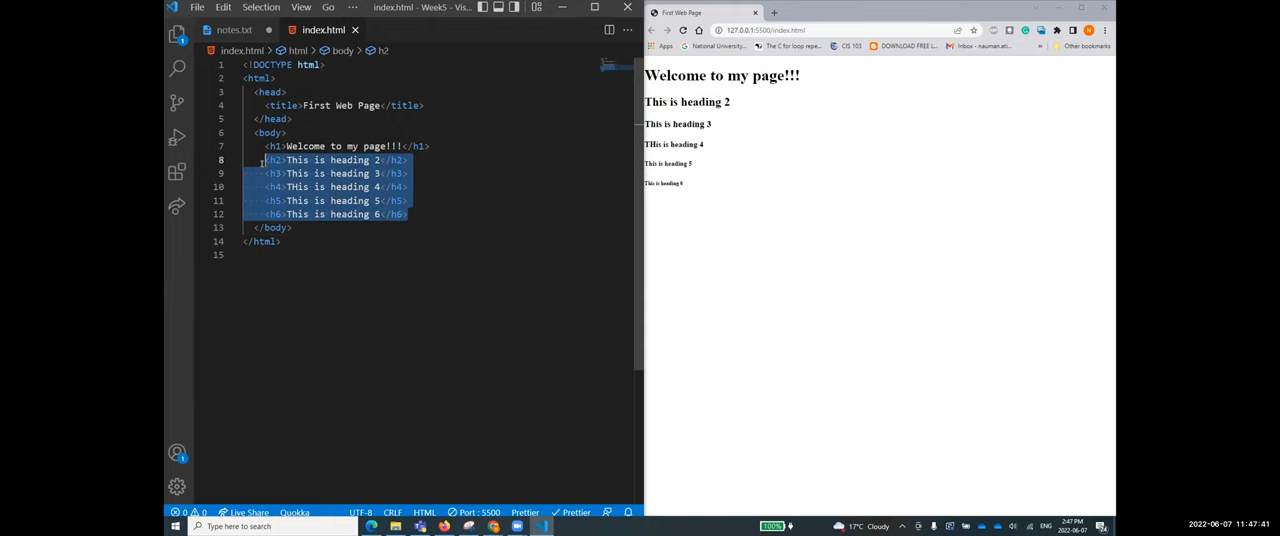 File Edit Selection View Go ··· index.html - Week5 - Vis...
notes.txt index.html
index.html > html > body > h2
1 <!DOCTYPE html>
2 <html>
3 <head>
4 <title>First Web Page</title>
5 </head>
6 <body>
7 <h1>Welcome to my page!!!</h1>
8 <h2>This is heading 2</h2>
9 <h3>This is heading 3</h3>
10 <h4>THis is heading 4</h4>
11 <h5>This is heading 5</h5>
12 <h6>This is heading 6</h6>
13 </body>
14 </html>
15
1
1
0 0 Live Share Quokka UTF-8 CRLF HTML Port : 5500 Prettier Prettier
First Web Page
127.0.0.1:5500/index.html
N
Apps National University... The C for loop repe... CIS 103 DOWNLOAD FREE L... Inbox - nauman.ati... Other bookmarks
Welcome to my page!!!
This is heading 2
This is heading 3
THis is heading 4
This is heading 5
This is heading 6
Type here to search
100% 17°C Cloudy ENG 2:47 PM
2022-06-07 24
2022-06-07 11:47:41